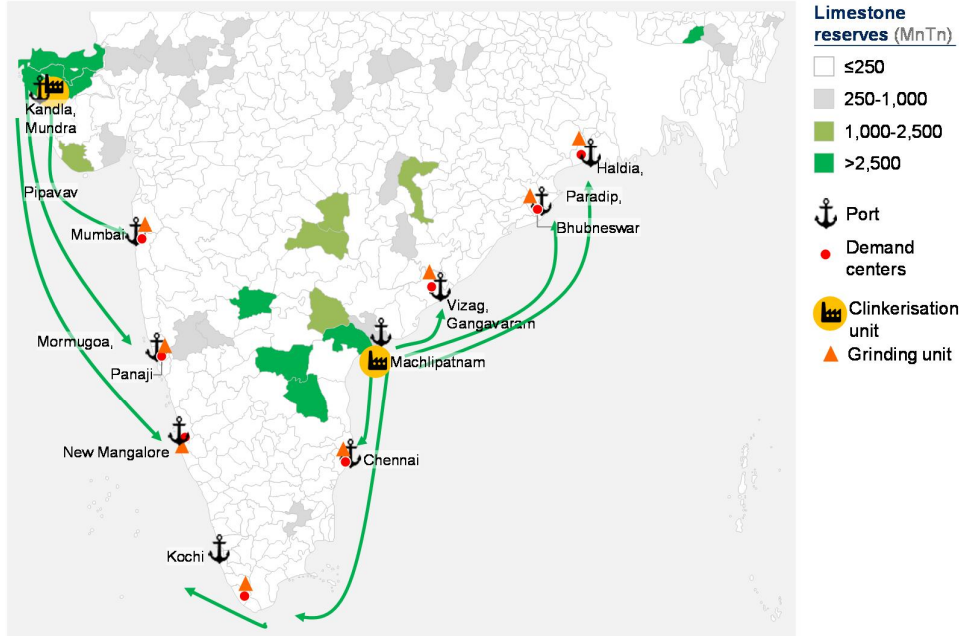 Limestone
reserves (MnTn)
≤250
250-1,000
1,000-2,500
>2,500
Port
Demand
centers
Clinkerisation
unit
Grinding unit
Kandla,
Mundra
Pipavav
Mumbai
Mormugoa,
Panaji
New Mangalore
Kochi
Chennai
Machlipatnam
Vizag,
Gangavaram
Haldia,
Paradip,
Bhubneswar